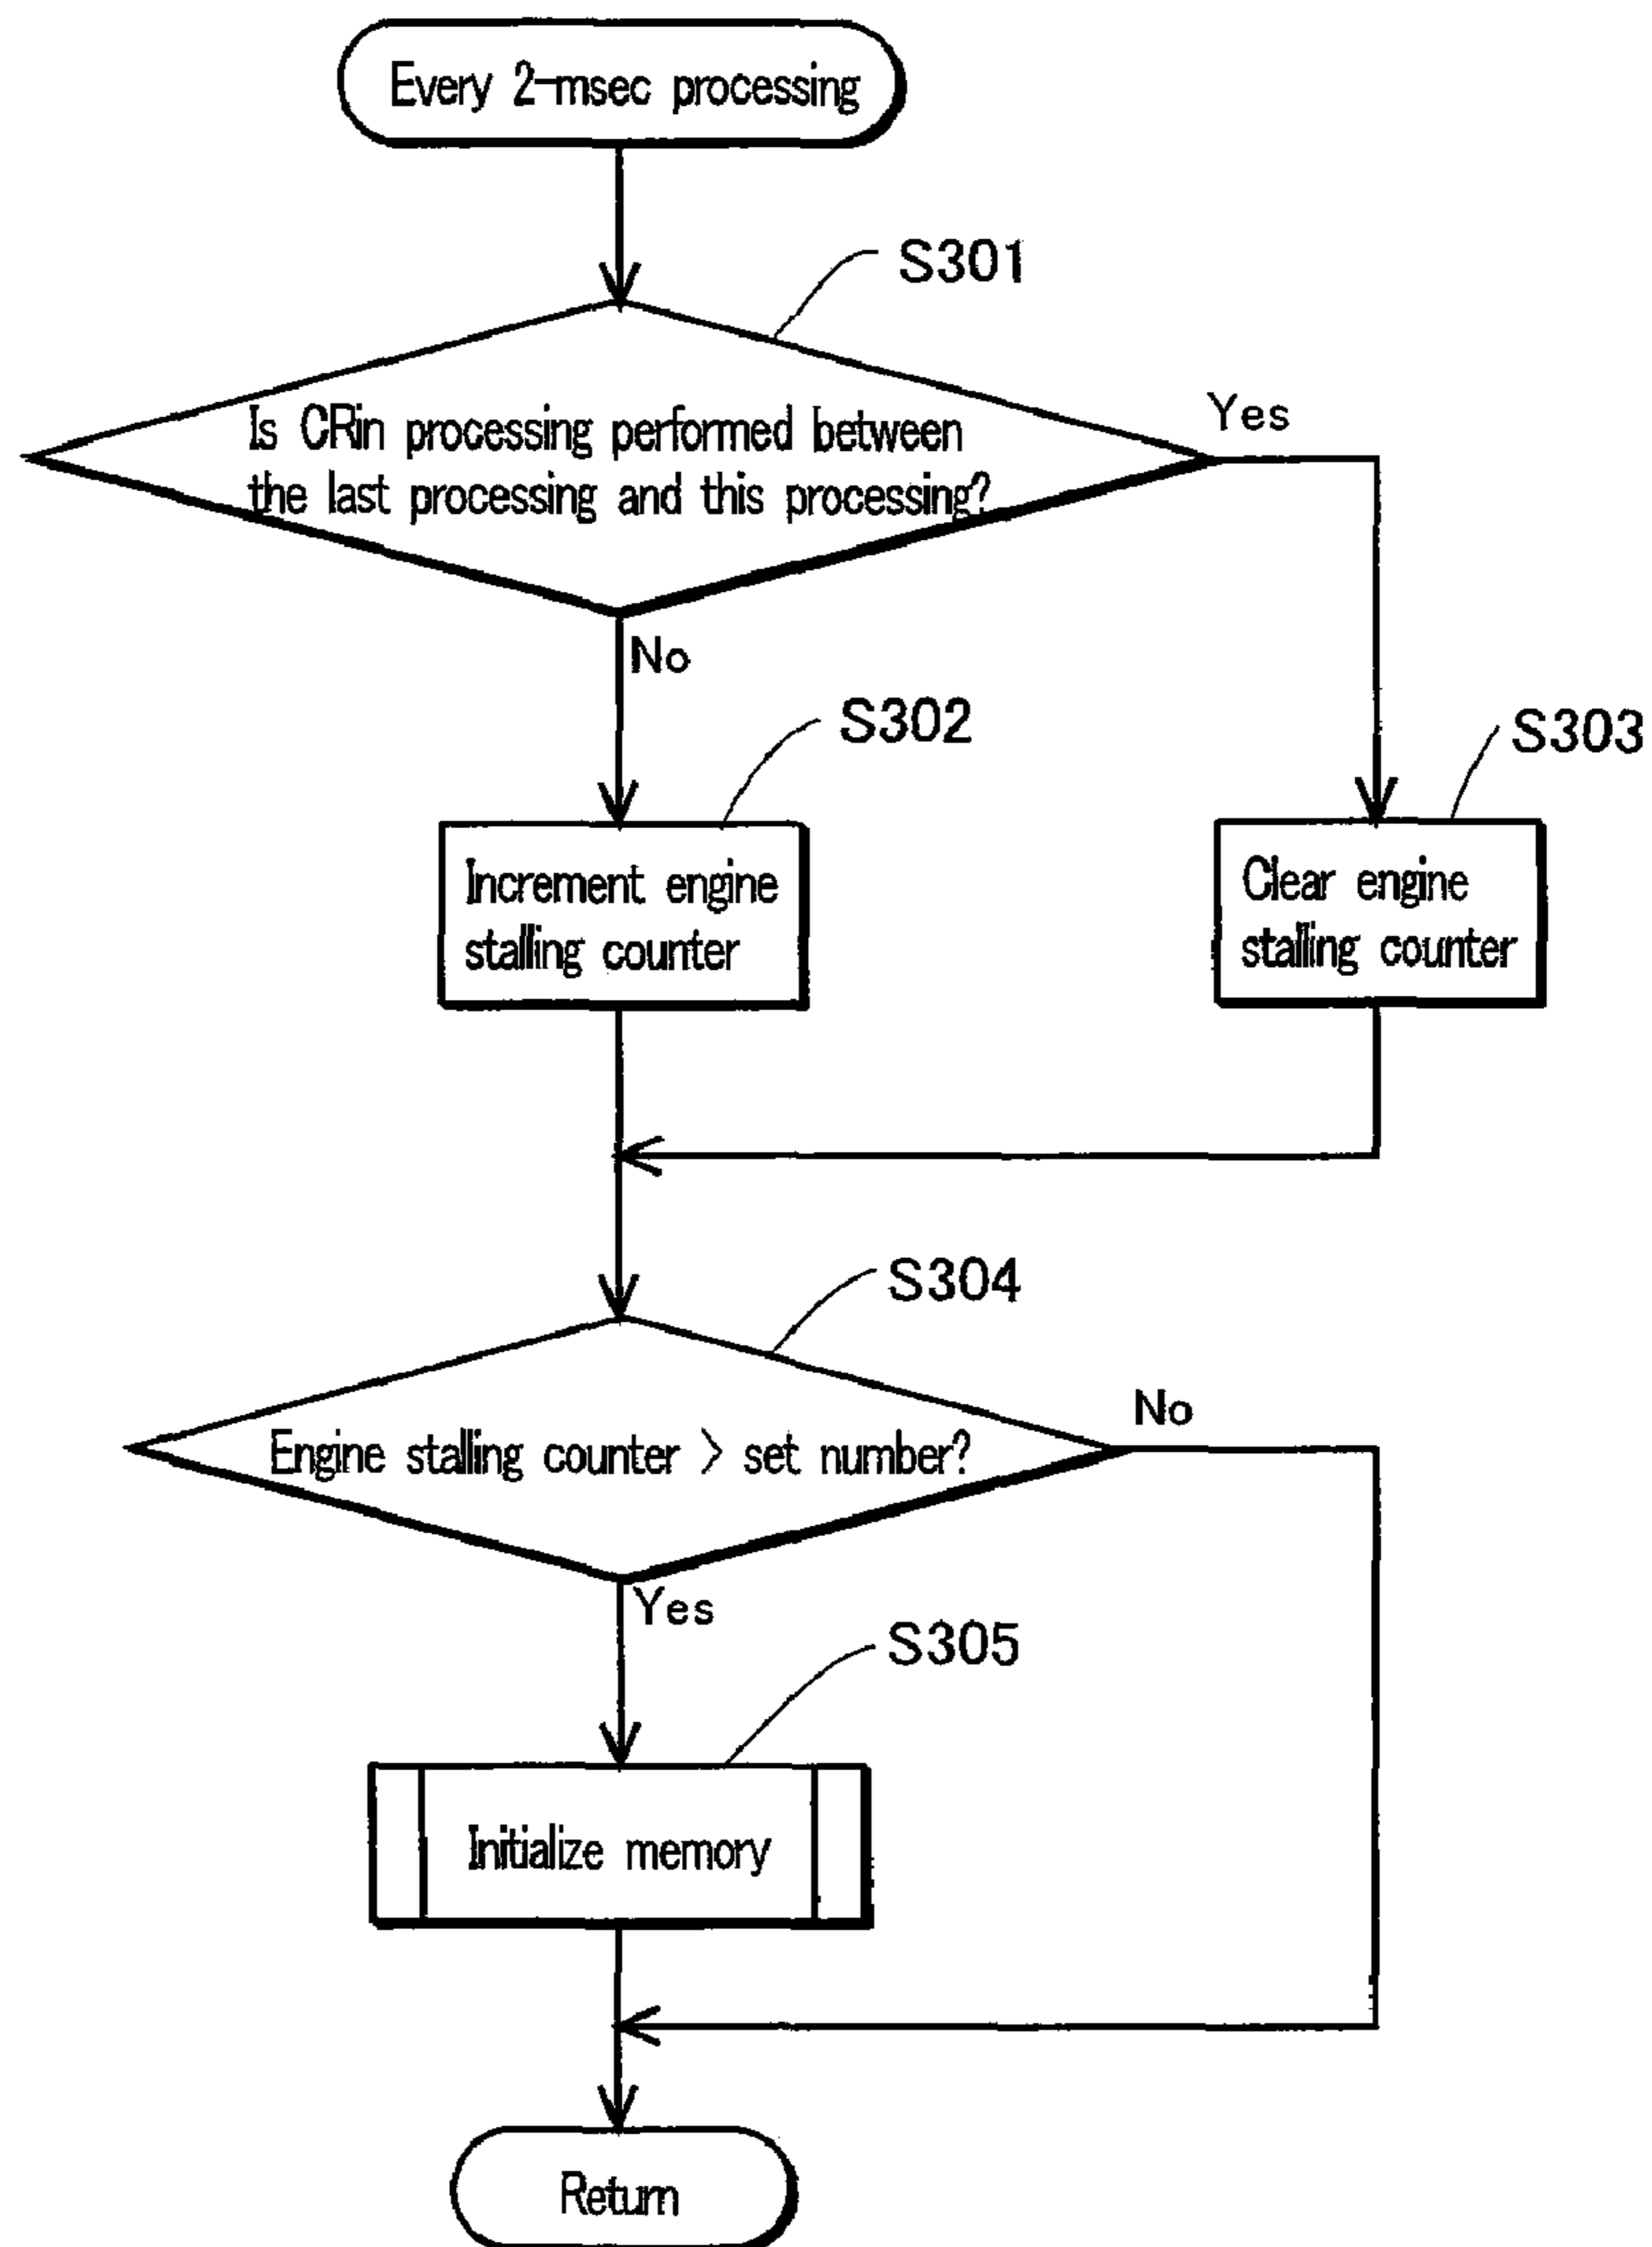 Every 2-msec processing
S301
Is CRin processing performed between
the last processing and this processing?
Yes
No
S302
S303
Increment engine
stalling counter
Clear engine
stalling counter
S304
Engine stalling counter > set number?
No
Yes
S305
Initialize memory
Return